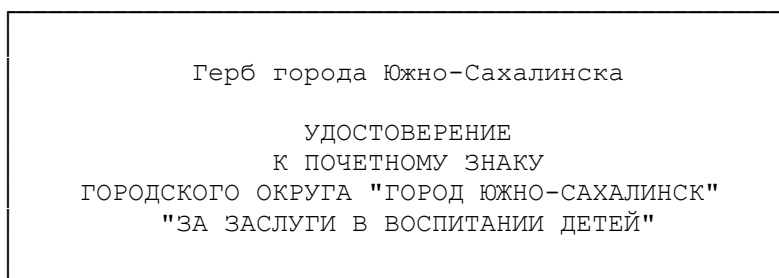 Герб города Южно-Сахалинска
УДОСТОВЕРЕНИЕ
К ПОЧЕТНОМУ ЗНАКУ
ГОРОДСКОГО ОКРУГА "ГОРОД ЮЖНО-САХАЛИНСК"
"ЗА ЗАСЛУГИ В ВОСПИТАНИИ ДЕТЕЙ"